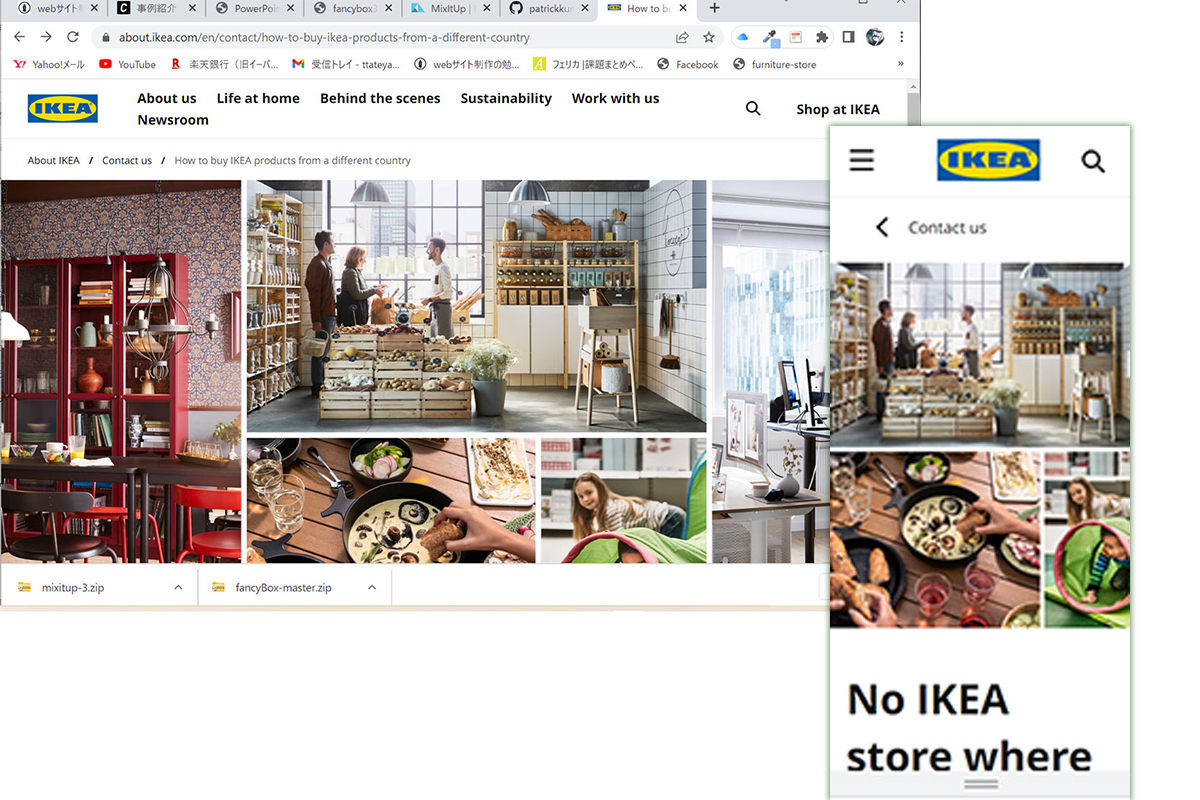 webサイト
事例紹介
PowerPoin
fancybox3
MixItUp |
patrickkun
How to bu
about.ikea.com/en/contact/how-to-buy-ikea-products-from-a-different-country
Yahoo!メール YouTube 楽天銀行（旧イーバ... 受信トレイ - ttateya... webサイト制作の勉... フェリカ |課題まとめペ... Facebook furniture-store »
IKEA About us Life at home Behind the scenes Sustainability Work with us
Newsroom
Shop at IKEA
About IKEA / Contact us / How to buy IKEA products from a different country
mixitup-3.zip
fancyBox-master.zip
IKEA
Contact us
No IKEA
store where